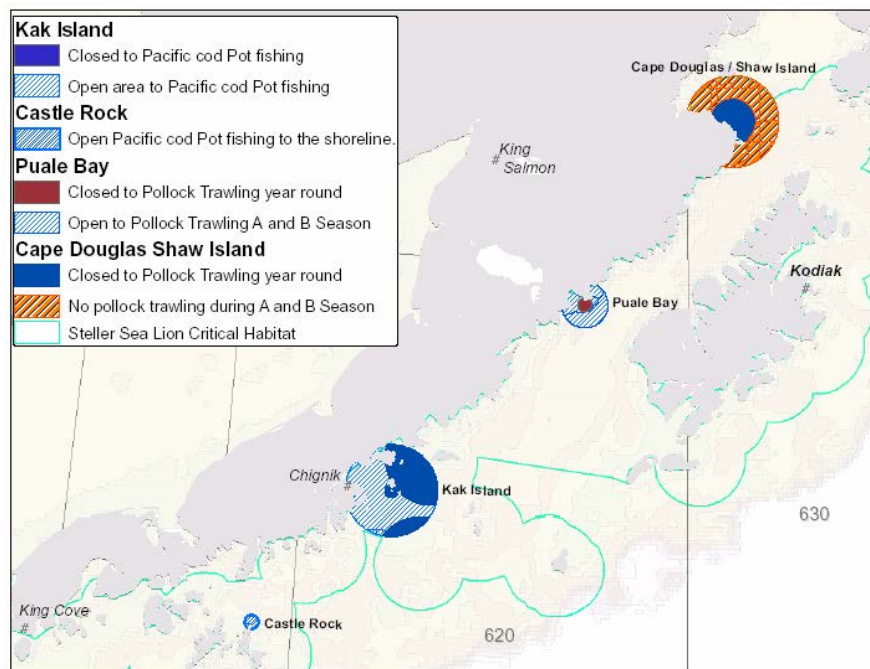 Kak Island
Closed to Pacific cod Pot fishing
Open area to Pacific cod Pot fishing
Castle Rock
Open Pacific cod Pot fishing to the shoreline.
Puale Bay
Closed to Pollock Trawling year round
Open to Pollock Trawling A and B Season
Cape Douglas Shaw Island
Closed to Pollock Trawling year round
No pollock trawling during A and B Season
Steller Sea Lion Critical Habitat
Cape Douglas / Shaw Island
King
# Salmon
Kodiak
#
Puale Bay
Chignik #
Kak Island
630
King Cove
#
Castle Rock
620